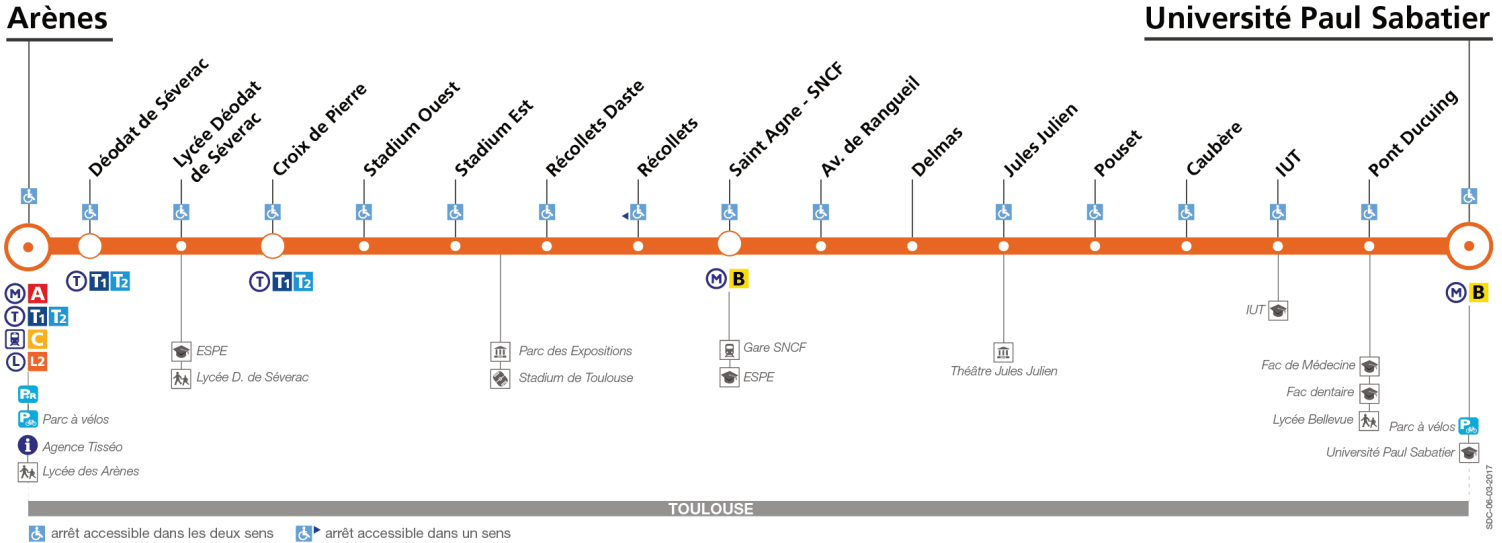 Arènes
Université Paul Sabatier
Déodat de Séverac
Lycée Déodat
de Séverac
Croix de Pierre
Stadium Ouest
Stadium Est
Récollets Daste
Récollets
Saint Agne - SNCF
Av. de Rangueil
Delmas
Jules Julien
Pouset
Caubère
IUT
Pont Ducuing
M A
T T1 T2
C
L L2
P+R
P Parc à vélos
i Agence Tisséo
Lycée des Arènes
T T1 T2
ESPE
Lycée D. de Séverac
T T1 T2
Parc des Expositions
Stadium de Toulouse
M B
Gare SNCF
ESPE
Théâtre Jules Julien
IUT
Fac de Médecine
Fac dentaire
Lycée Bellevue
M B
Parc à vélos P
Université Paul Sabatier
TOULOUSE
arrêt accessible dans les deux sens
arrêt accessible dans un sens
SDC-06-03-2017